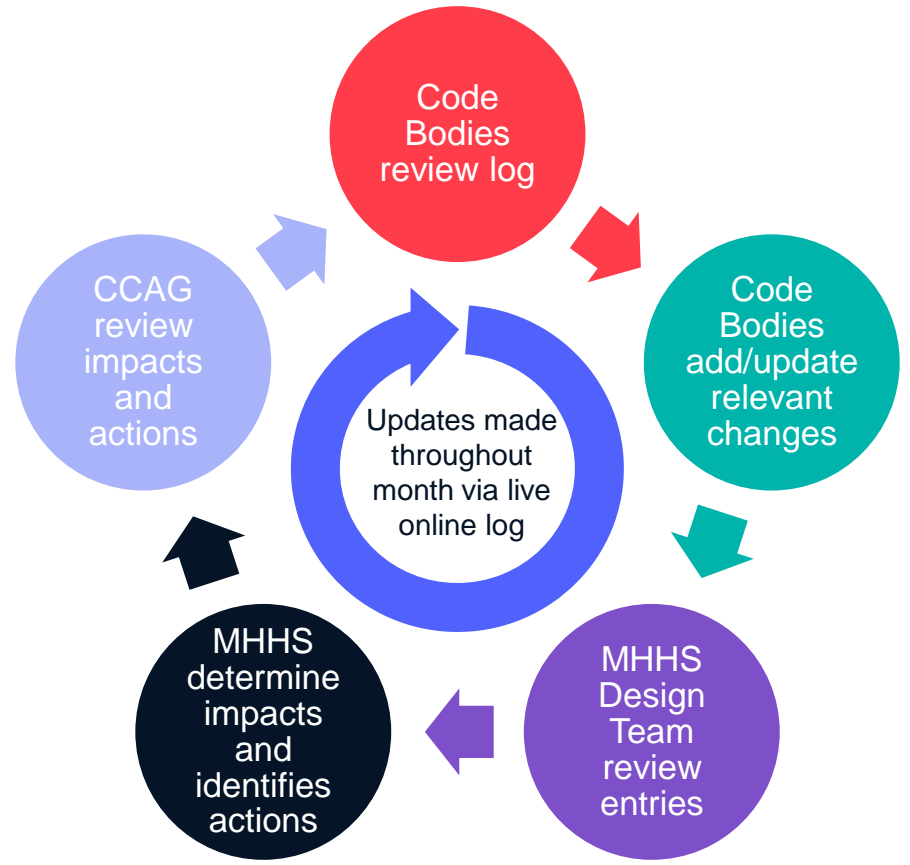 Code
Bodies
review log
Code
Bodies
add/update
relevant
changes
MHHS
Design
Team
review
entries
MHHS
determine
impacts
and
identifies
actions
CCAG
review
impacts
and
actions
Updates made
throughout
month via live
online log